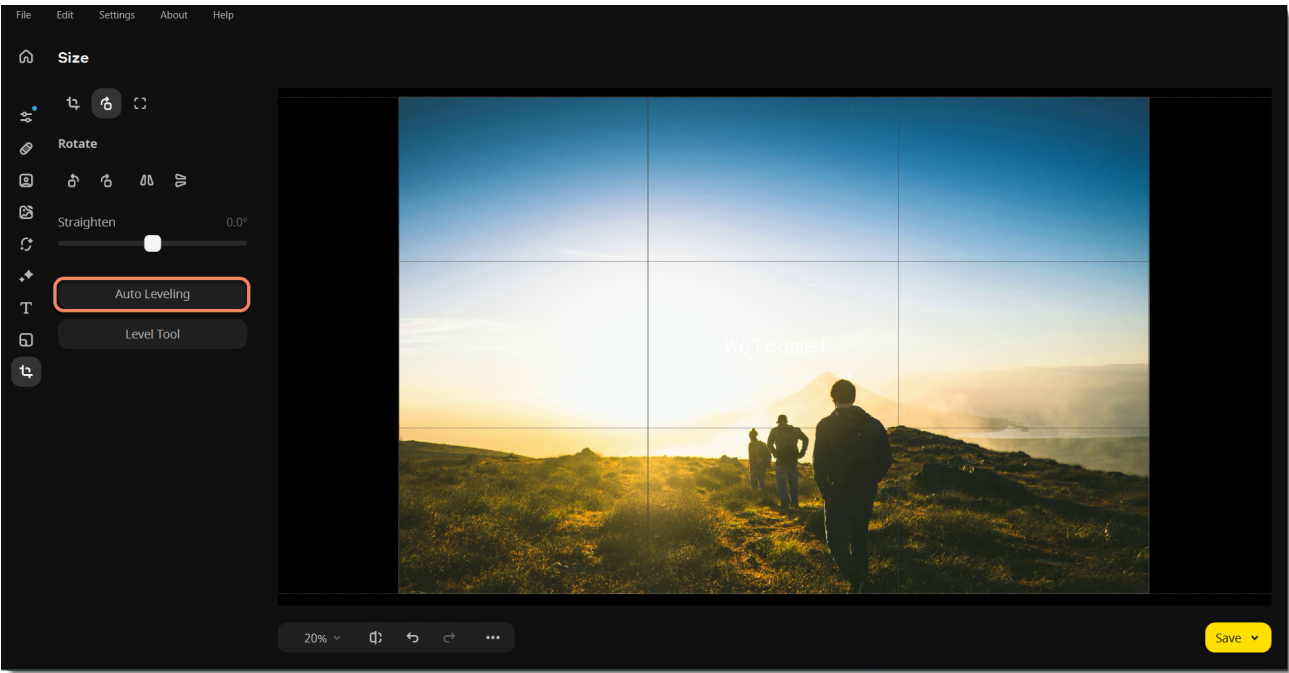 File Edit Settings About Help
Size
Rotate
Straighten 0.0°
Auto Leveling
Level Tool
Welcome!
20%
Save